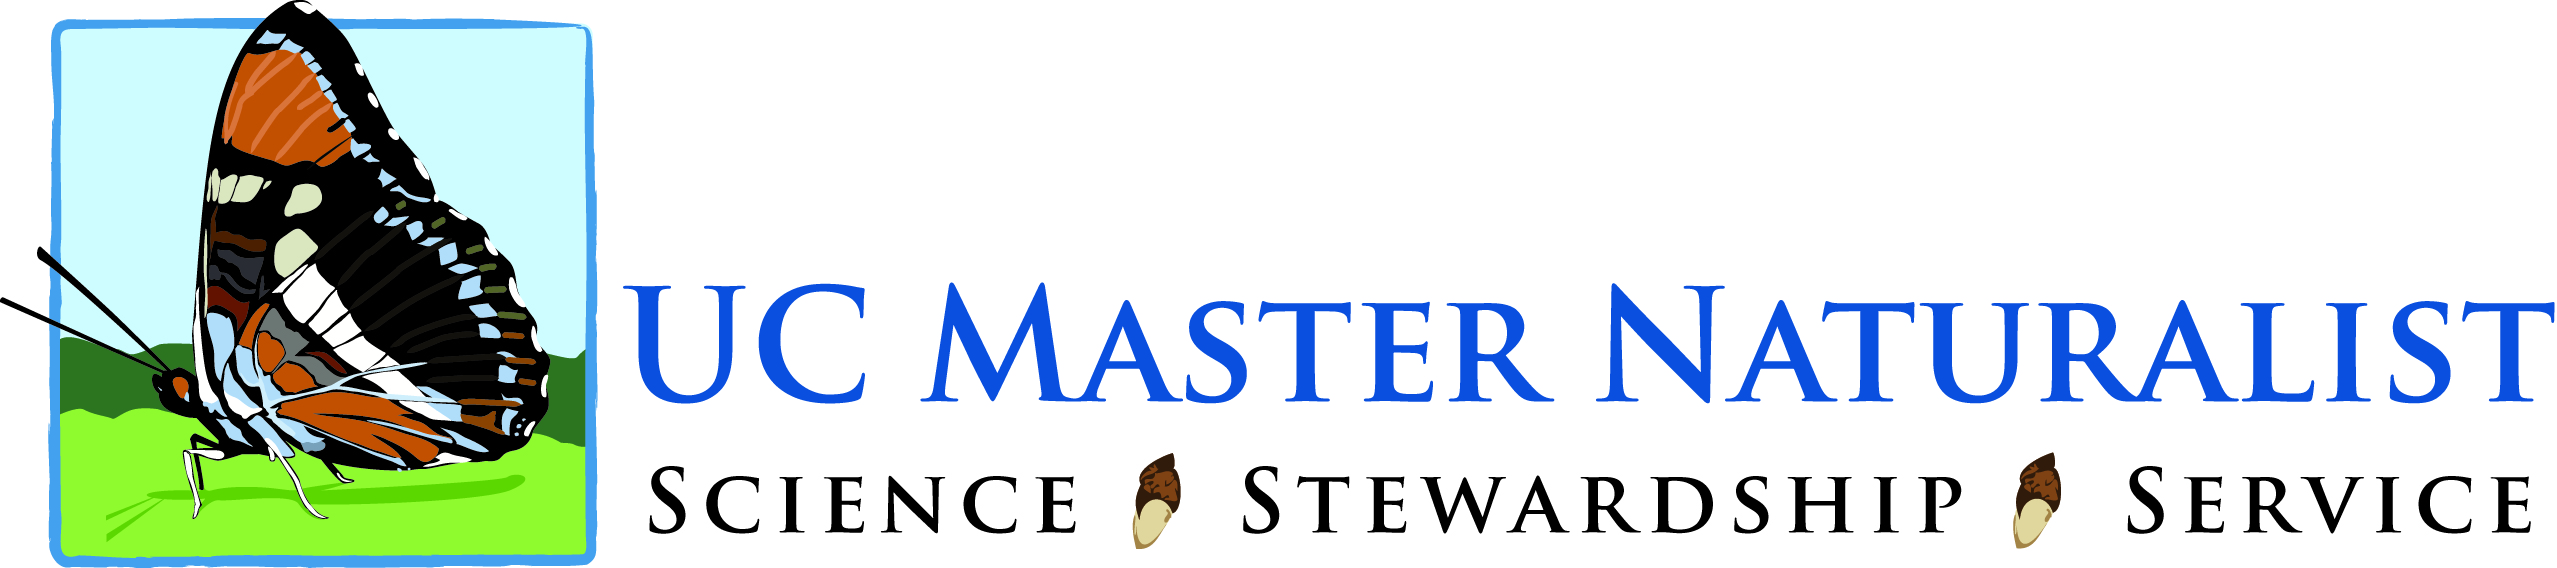 UC Master Naturalist
Science Stewardship Service